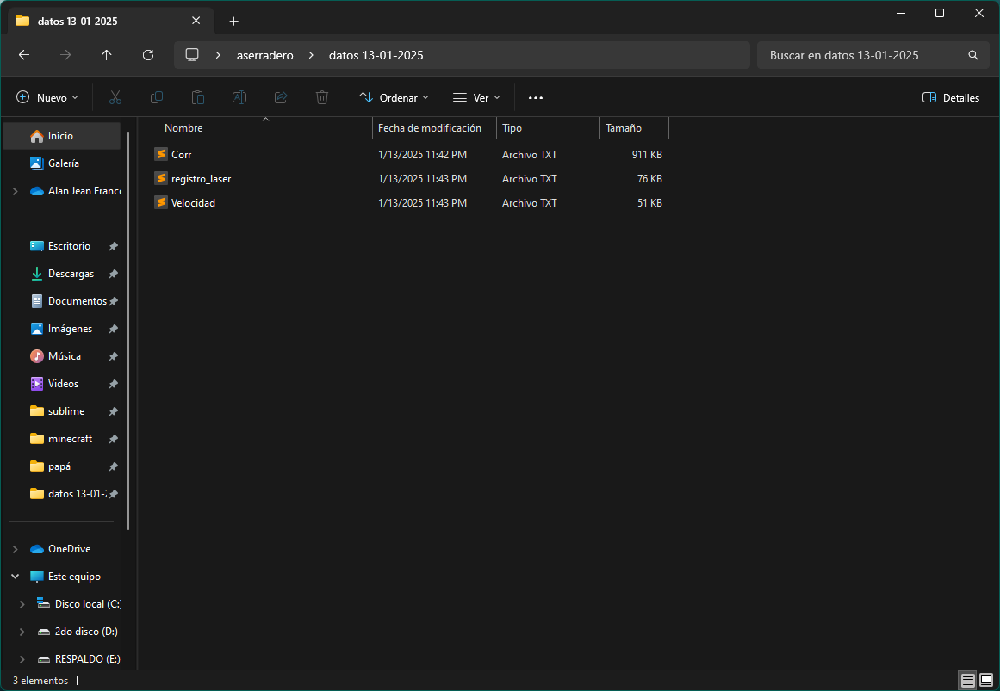 datos 13-01-2025
aserradero datos 13-01-2025 Buscar en datos 13-01-2025
Nuevo Ordenar Ver Detalles
Nombre Fecha de modificación Tipo Tamaño
Corr 1/13/2025 11:42 PM Archivo TXT 911 KB
registro_laser 1/13/2025 11:43 PM Archivo TXT 76 KB
Velocidad 1/13/2025 11:43 PM Archivo TXT 51 KB
Inicio
Galería
Alan Jean Franc
Escritorio
Descargas
Documentos
Imágenes
Música
Videos
sublime
minecraft
papá
datos 13-01-
OneDrive
Este equipo
Disco local (C:
2do disco (D:)
RESPALDO (E:)
3 elementos